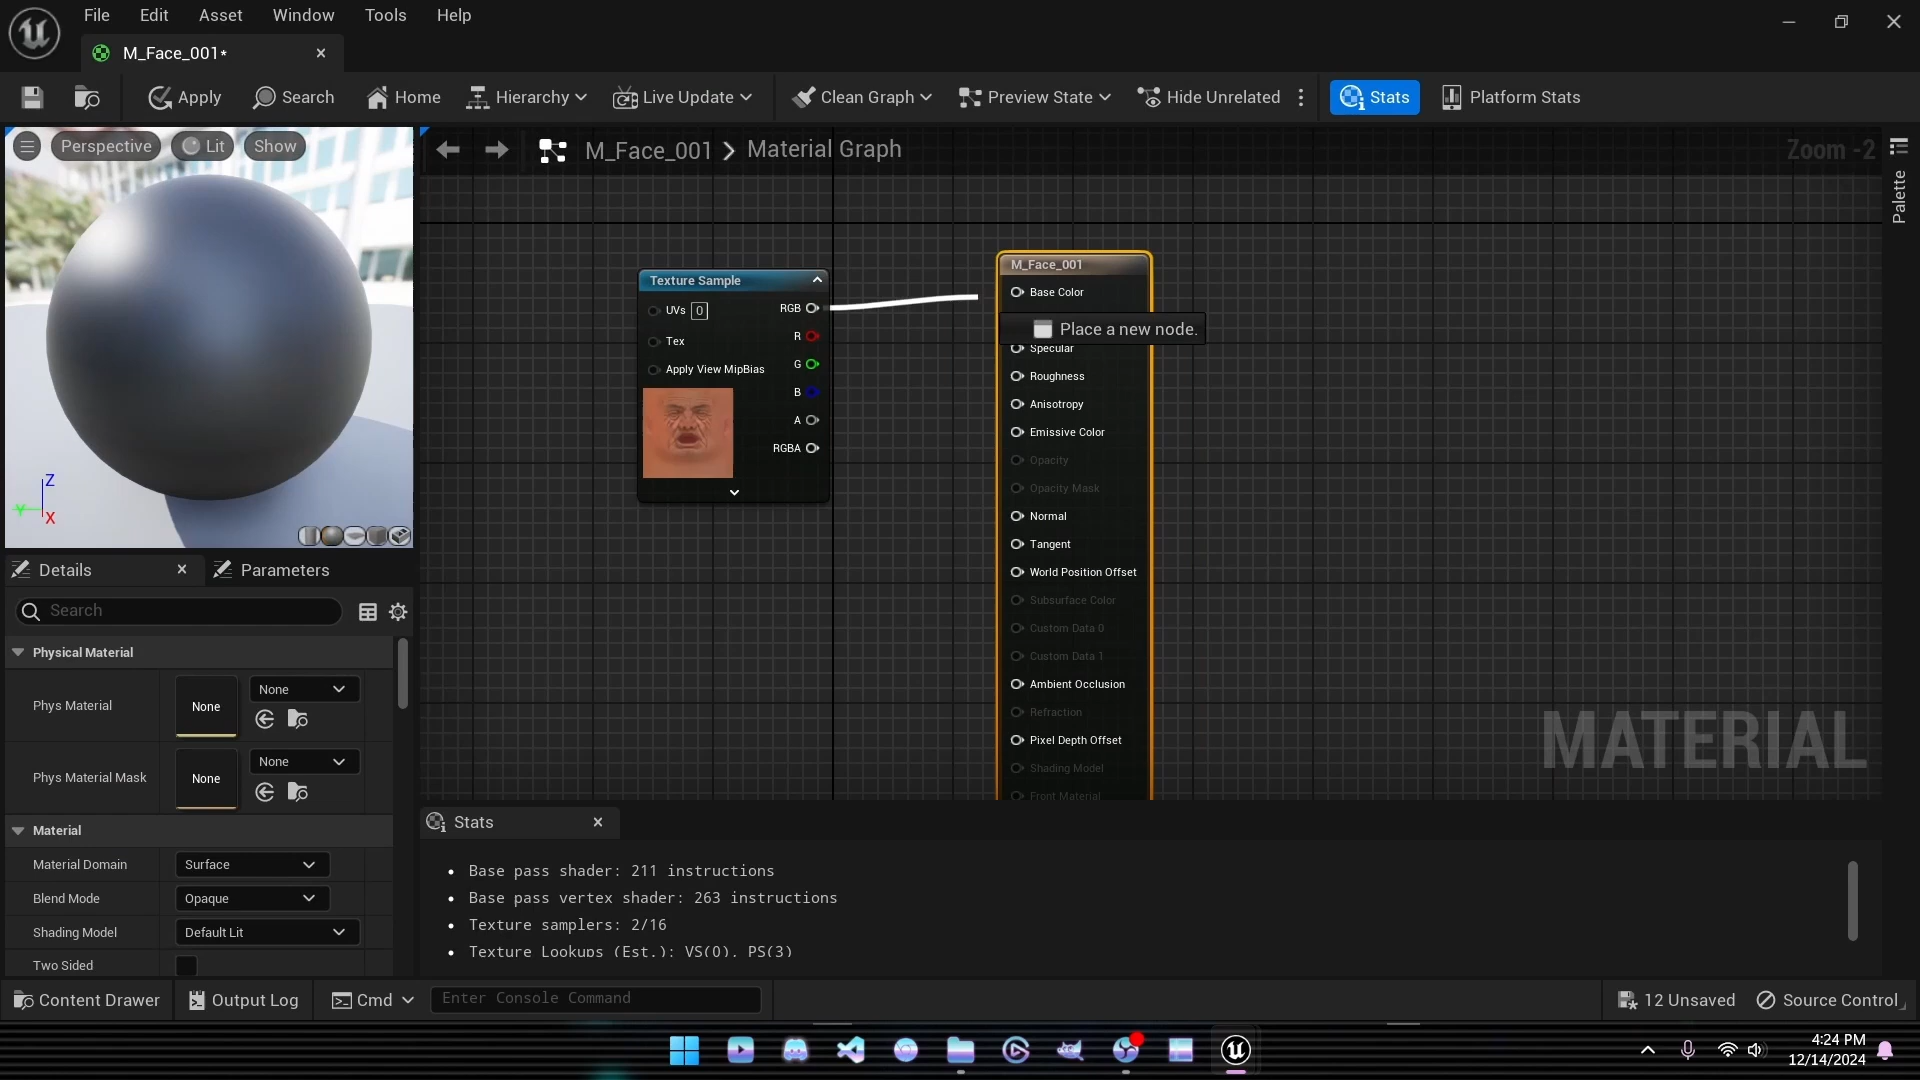 File Edit Asset Window Tools Help
M_Face_001*
Apply Search Home Hierarchy Live Update Clean Graph Preview State Hide Unrelated Stats Platform Stats
Perspective Lit Show
M_Face_001 Material Graph
Zoom -2
Palette
Texture Sample
UVs 0 RGB
R
Tex
G
Apply View MipBias
B
A
RGBA
M_Face_001
Base Color
Place a new node.
Specular
Roughness
Anisotropy
Emissive Color
Opacity
Opacity Mask
Normal
Tangent
World Position Offset
Subsurface Color
Custom Data 0
Custom Data 1
Ambient Occlusion
Refraction
Pixel Depth Offset
Shading Model
Front Material
MATERIAL
Z
Y
X
Details Parameters
Search
Physical Material
Phys Material None None
Phys Material Mask None None
Material
Material Domain Surface
Blend Mode Opaque
Shading Model Default Lit
Two Sided
Stats
• Base pass shader: 211 instructions
• Base pass vertex shader: 263 instructions
• Texture samplers: 2/16
• Texture Lookups (Est.): VS(0), PS(3)
Content Drawer Output Log Cmd Enter Console Command 12 Unsaved Source Control
4:24 PM
12/14/2024